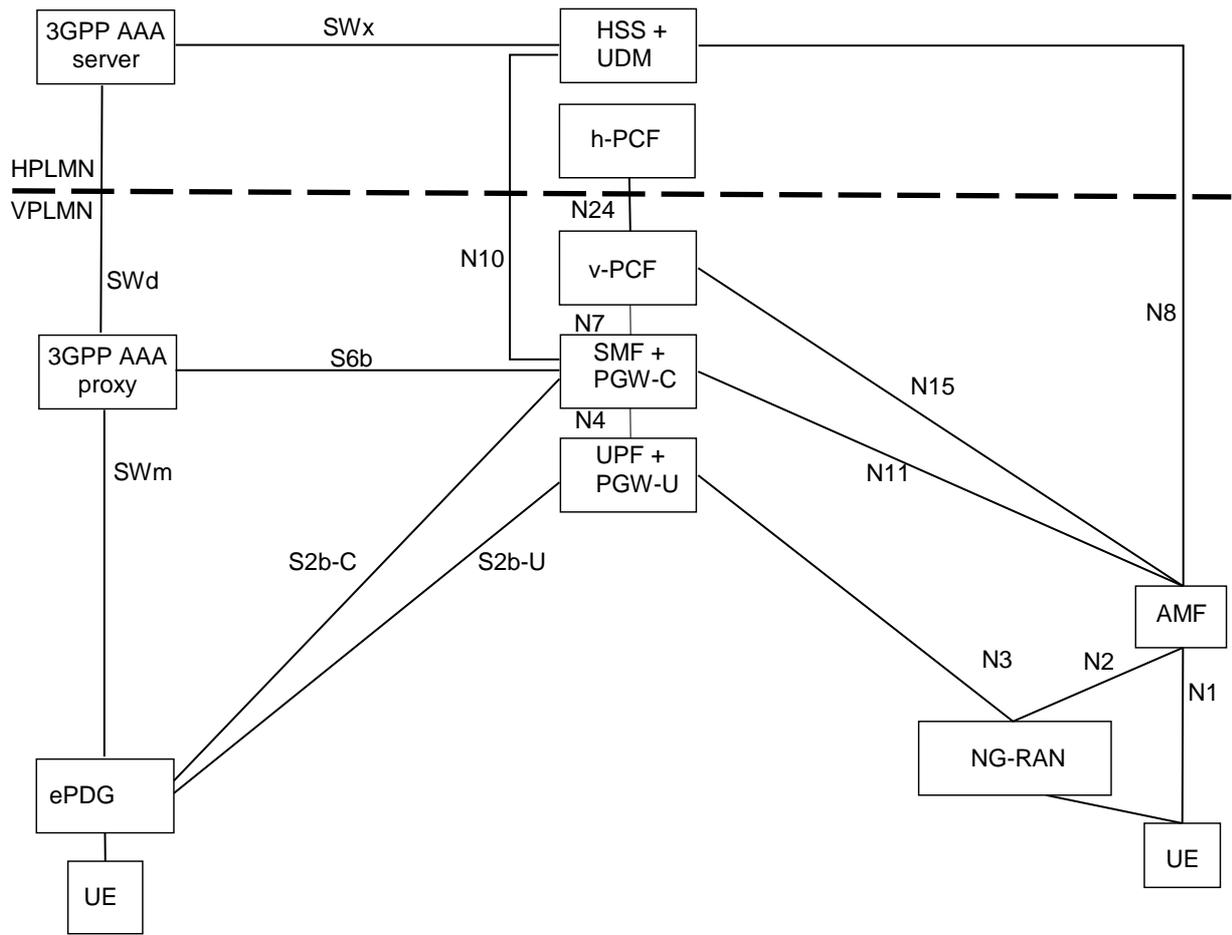 3GPP AAA
server
SWx
HSS +
UDM
h-PCF
HPLMN
VPLMN
N24
N10
v-PCF
SWd
N8
N7
3GPP AAA
proxy
S6b
SMF +
PGW-C
N15
N4
SWm
UPF +
PGW-U
N11
S2b-C
S2b-U
AMF
N3
N2
N1
NG-RAN
ePDG
UE
UE